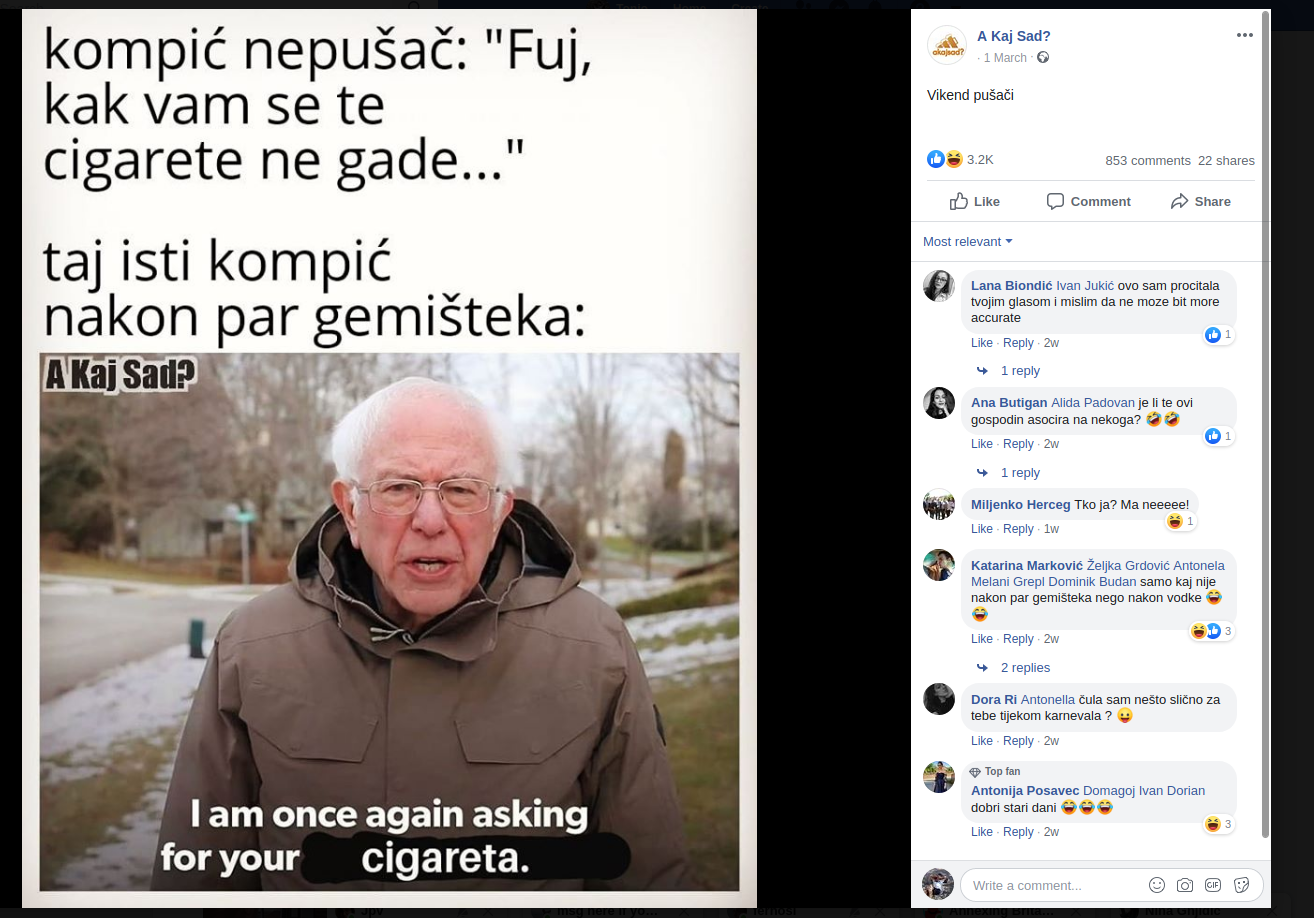 kompić nepušač: "Fuj,
kak vam se te
cigarete ne gade..."
taj isti kompić
nakon par gemišteka:
A Kaj Sad?
I am once again asking
for your cigareta.
akajsad?
A Kaj Sad?
· 1 March ·
Vikend pušači
3.2K
853 comments 22 shares
Like Comment Share
Most relevant
Lana Biondić Ivan Jukić ovo sam procitala
tvojim glasom i mislim da ne moze bit more
accurate
1
Like · Reply · 2w
1 reply
Ana Butigan Alida Padovan je li te ovi
gospodin asocira na nekoga? 🤣🤣
1
Like · Reply · 2w
1 reply
Miljenko Herceg Tko ja? Ma neeeee!
1
Like · Reply · 1w
Katarina Marković Željka Grdović Antonela
Melani Grepl Dominik Budan samo kaj nije
nakon par gemišteka nego nakon vodke 😂
😂
3
Like · Reply · 2w
2 replies
Dora Ri Antonella čula sam nešto slično za
tebe tijekom karnevala ? 😛
Like · Reply · 2w
Top fan
Antonija Posavec Domagoj Ivan Dorian
dobri stari dani 😂😂😂
3
Like · Reply · 2w
Write a comment...
GIF